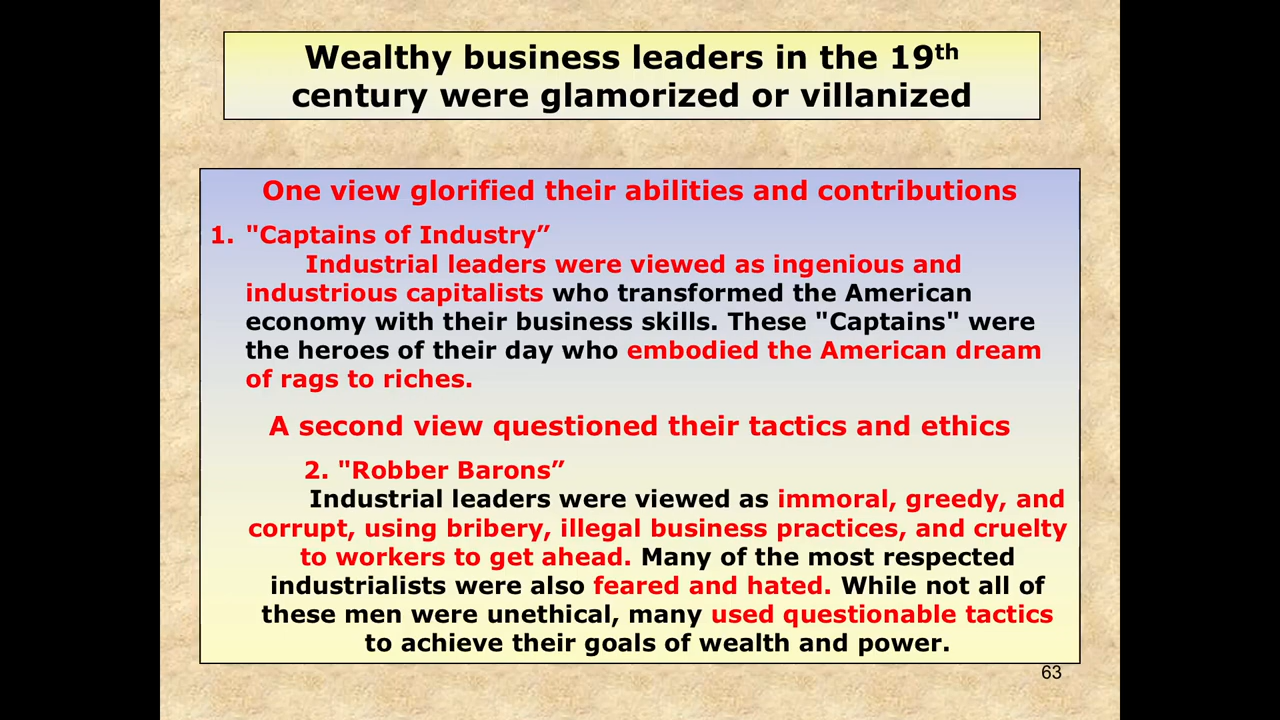 Wealthy business leaders in the 19th
century were glamorized or villanized
One view glorified their abilities and contributions
1. "Captains of Industry”
Industrial leaders were viewed as ingenious and
industrious capitalists who transformed the American
economy with their business skills. These "Captains" were
the heroes of their day who embodied the American dream
of rags to riches.
A second view questioned their tactics and ethics
2. "Robber Barons”
Industrial leaders were viewed as immoral, greedy, and
corrupt, using bribery, illegal business practices, and cruelty
to workers to get ahead. Many of the most respected
industrialists were also feared and hated. While not all of
these men were unethical, many used questionable tactics
to achieve their goals of wealth and power.
63